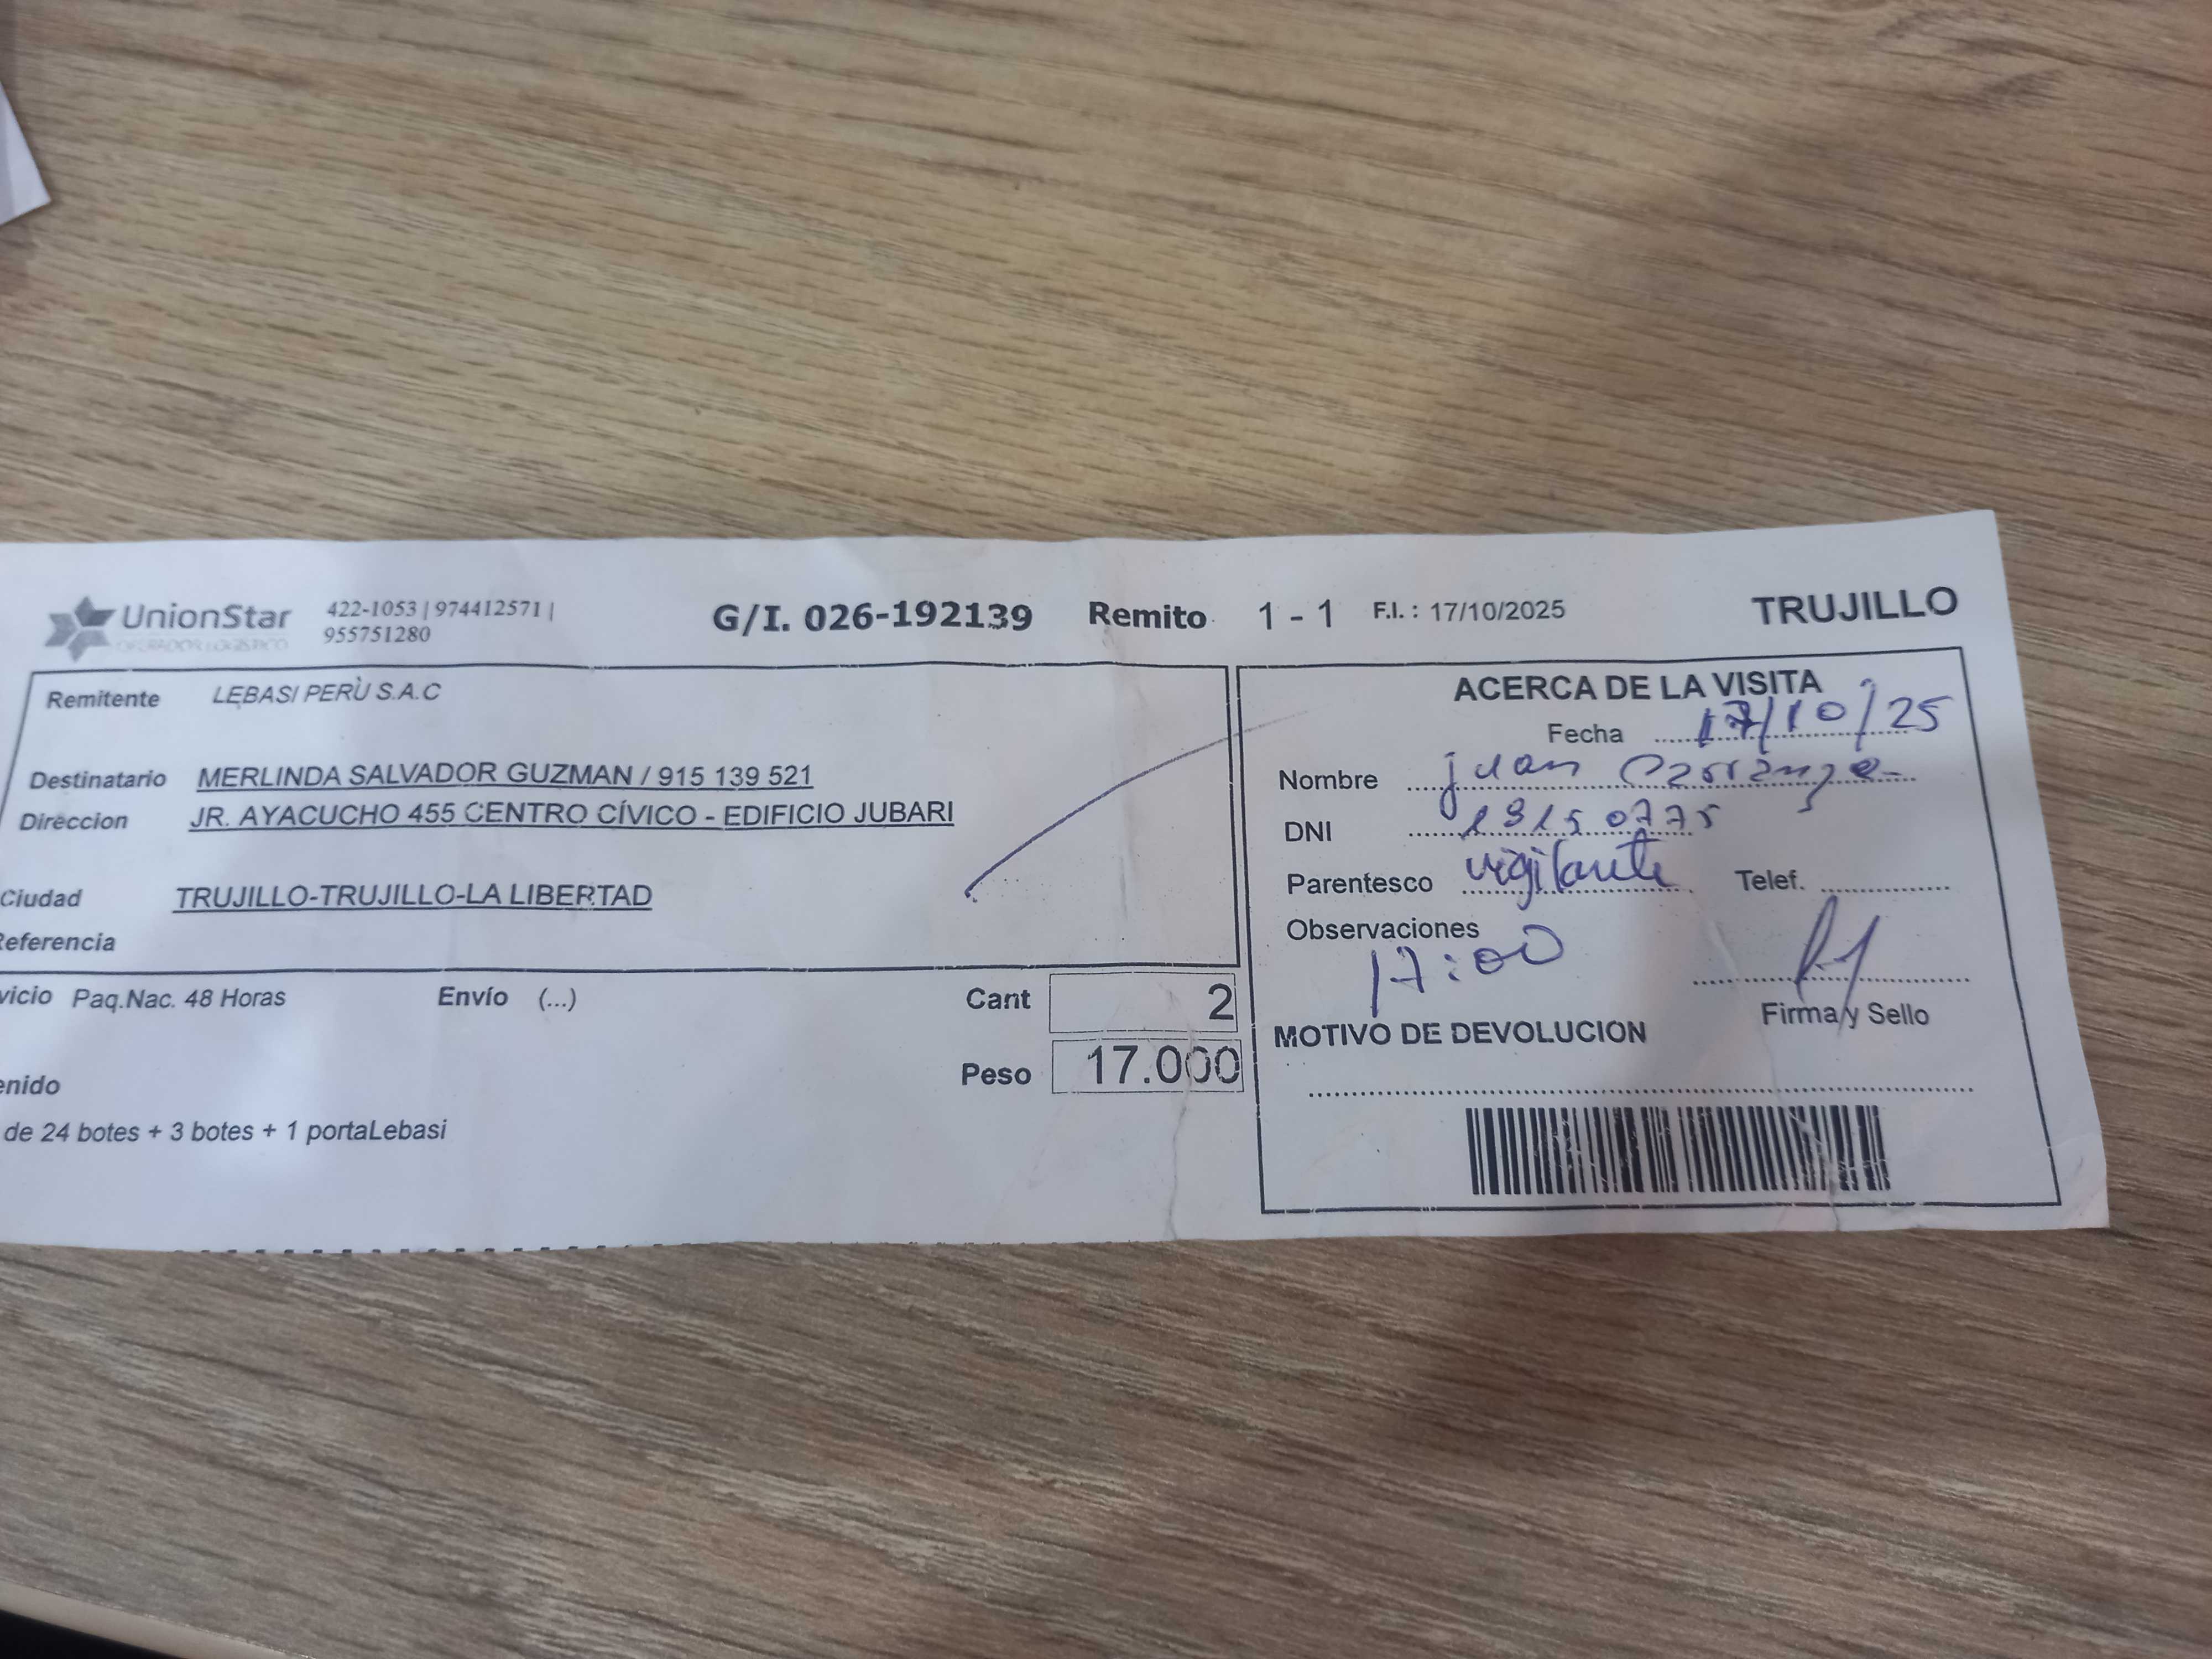 UnionStar
OPERADOR LOGÍSTICO
422-1053 | 974412571 |
955751280
G/I. 026-192139 Remito 1 - 1 F.I. : 17/10/2025 TRUJILLO
Remitente LEBASI PERÙ S.A.C
Destinatario MERLINDA SALVADOR GUZMAN / 915 139 521
Direccion JR. AYACUCHO 455 CENTRO CÍVICO - EDIFICIO JUBARI
Ciudad TRUJILLO-TRUJILLO-LA LIBERTAD
Referencia
vicio Paq.Nac. 48 Horas Envío (...)
Cant 2
Peso 17.000
enido
de 24 botes + 3 botes + 1 portaLebasi
ACERCA DE LA VISITA
Fecha 17/10/25
Nombre juan
DNI
Parentesco vigilante Telef.
Observaciones
17:00
Firma y Sello
MOTIVO DE DEVOLUCION